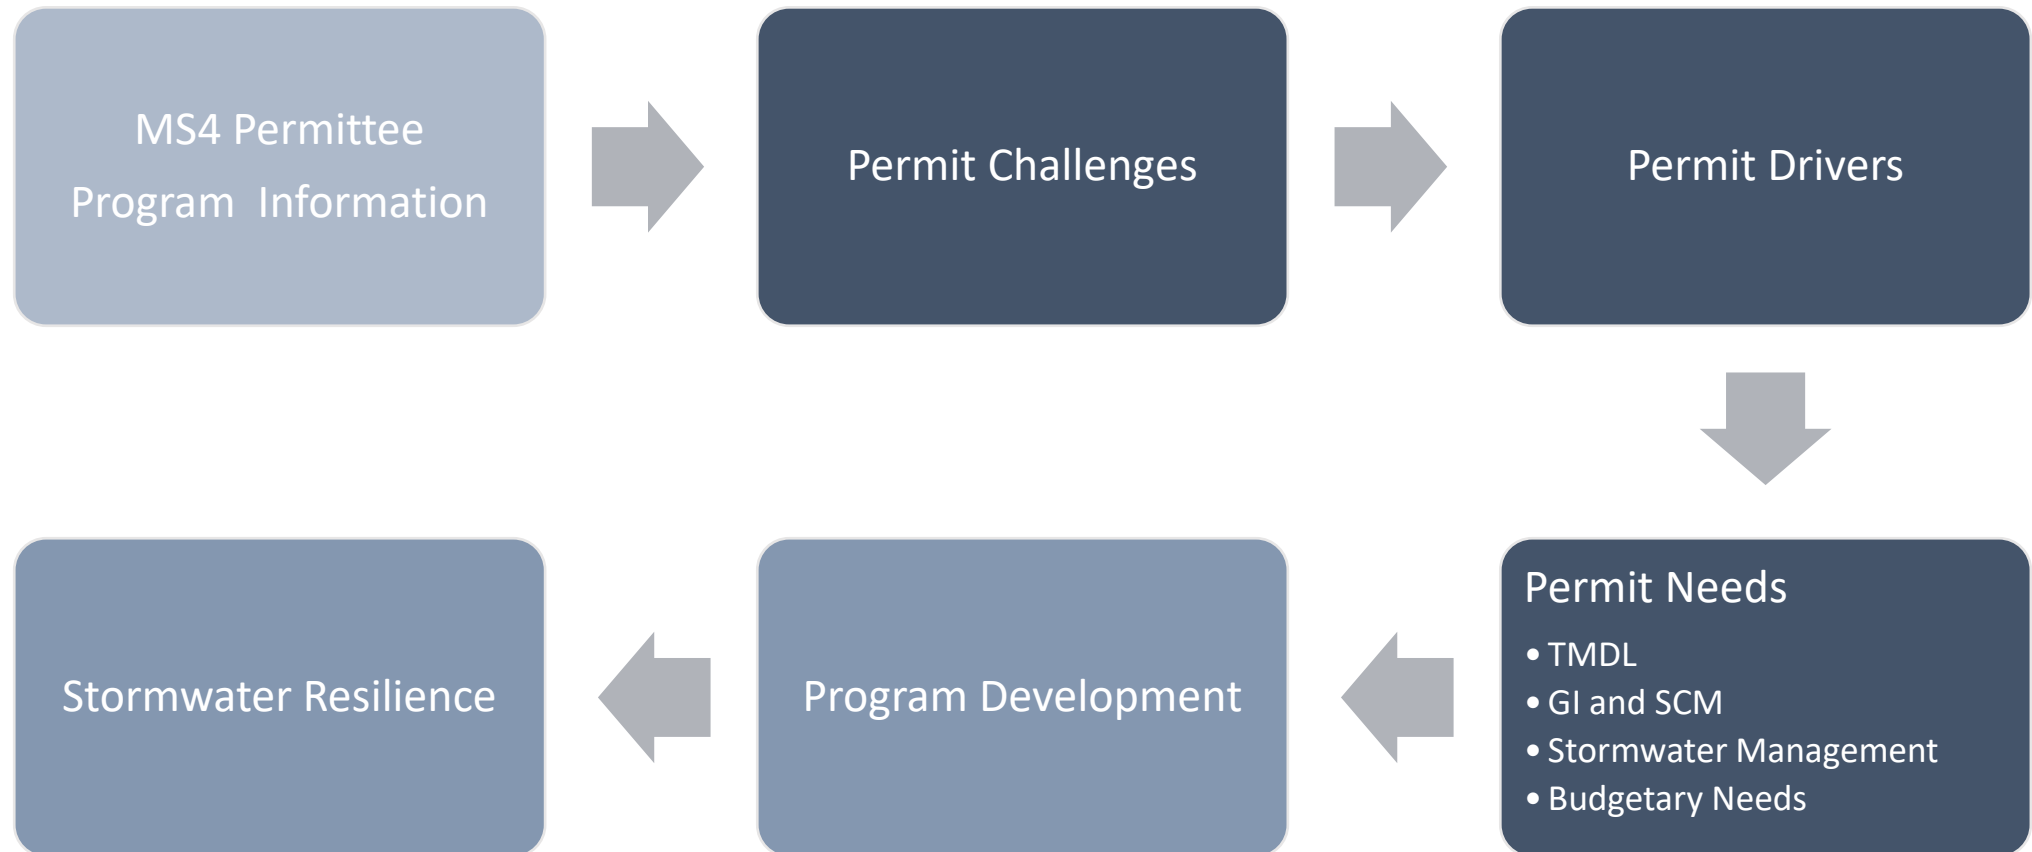 MS4 Permittee
Program Information
Permit Challenges
Permit Drivers
Permit Needs
• TMDL
• GI and SCM
• Stormwater Management
• Budgetary Needs
Program Development
Stormwater Resilience